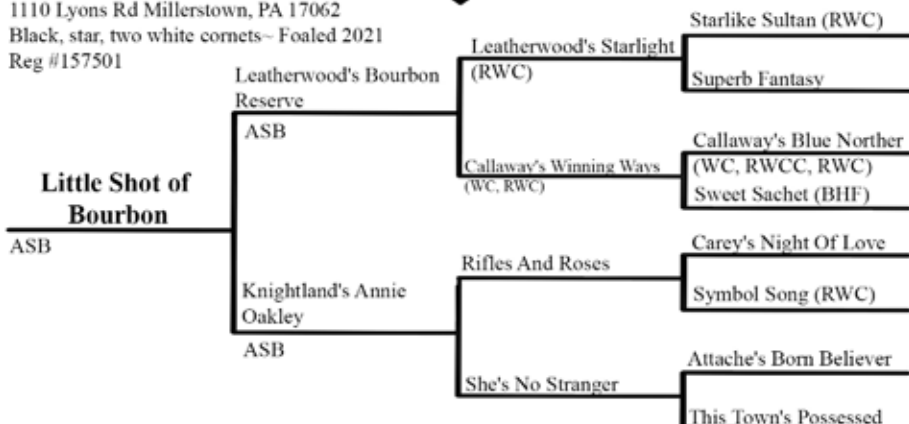 1110 Lyons Rd Millerstown, PA 17062
Black, star, two white cornets~ Foaled 2021
Reg #157501
Starlike Sultan (RWC)
Leatherwood's Starlight
(RWC)
Superb Fantasy
Leatherwood's Bourbon
Reserve
ASB
Callaway's Blue Norther
(WC, RWCC, RWC)
Callaway's Winning Ways
(WC, RWC)
Sweet Sachet (BHF)
Little Shot of
Bourbon
ASB
Carey's Night Of Love
Rifles And Roses
Symbol Song (RWC)
Knightland's Annie
Oakley
ASB
Attache's Born Believer
She's No Stranger
This Town's Possessed